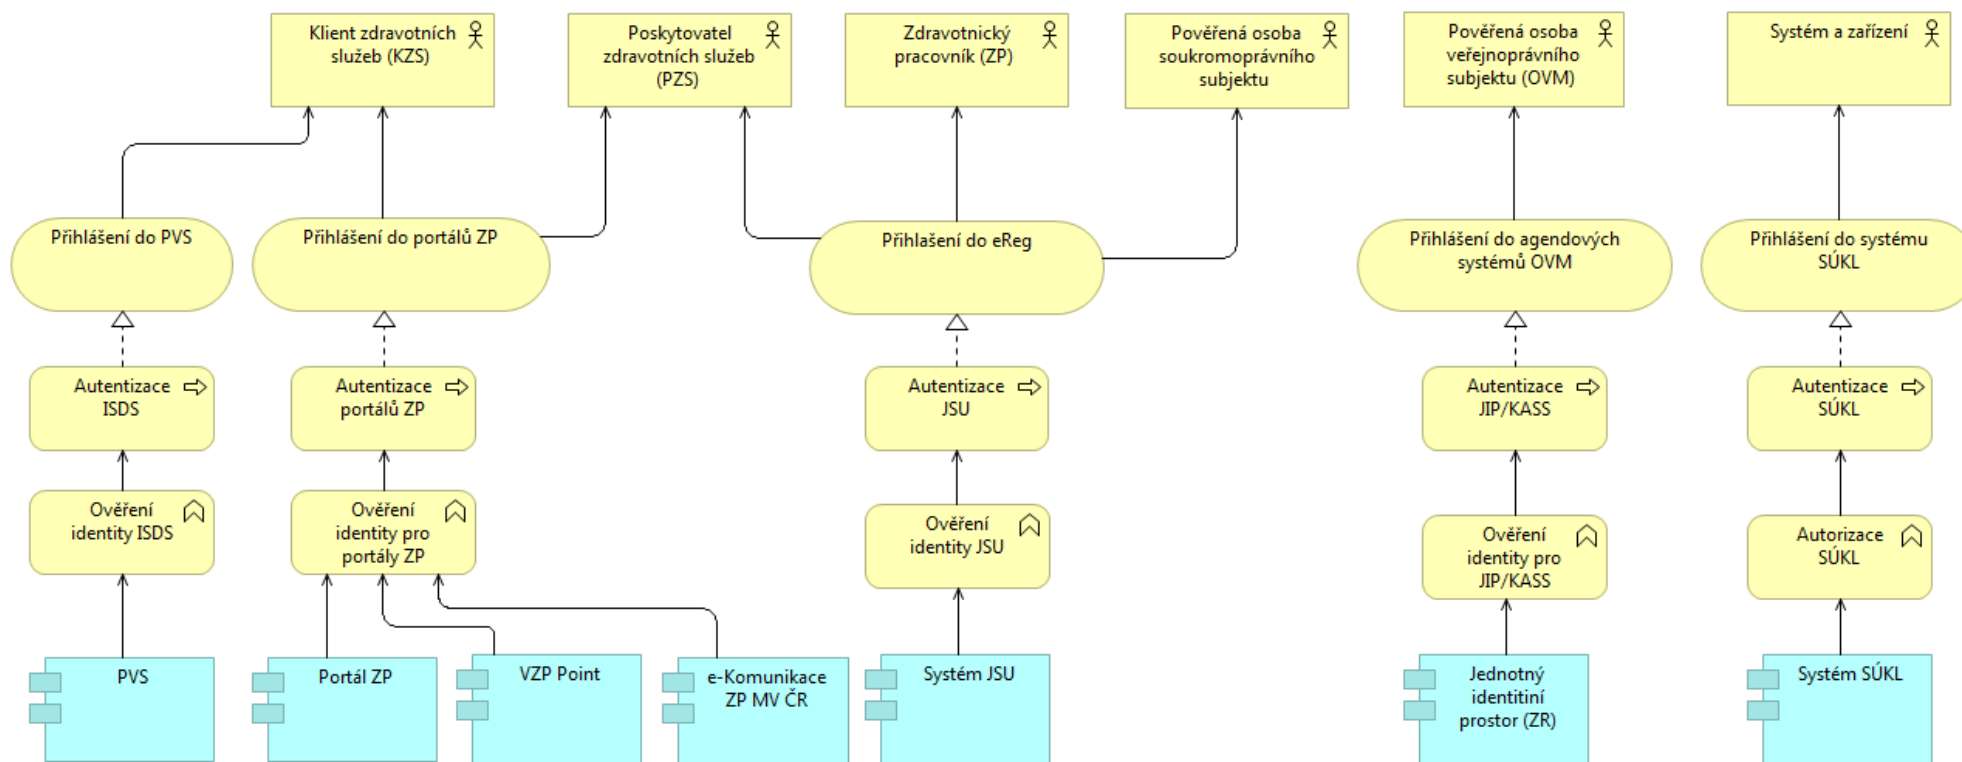 Klient zdravotních
služeb (KZS)
Poskytovatel
zdravotních služeb
(PZS)
Zdravotnický
pracovník (ZP)
Pověřená osoba
soukromoprávního
subjektu
Pověřená osoba
veřejnoprávního
subjektu (OVM)
Systém a zařízení
Přihlášení do PVS
Přihlášení do portálů ZP
Přihlašení do eReg
Přihlášení do agendových
systémů OVM
Přihlášení do systému
SÚKL
Autentizace
ISDS
Autentizace
portálů ZP
Autentizace
JSU
Autentizace
JIP/KASS
Autentizace
SÚKL
Ověření
identity ISDS
Ověření
identity pro
portály ZP
Ověření
identity JSU
Ověření
identity pro
JIP/KASS
Autorizace
SÚKL
PVS
Portál ZP
VZP Point
e-Komunikace
ZP MV ČR
Systém JSU
Jednotný
identitiní
prostor (ZR)
Systém SÚKL